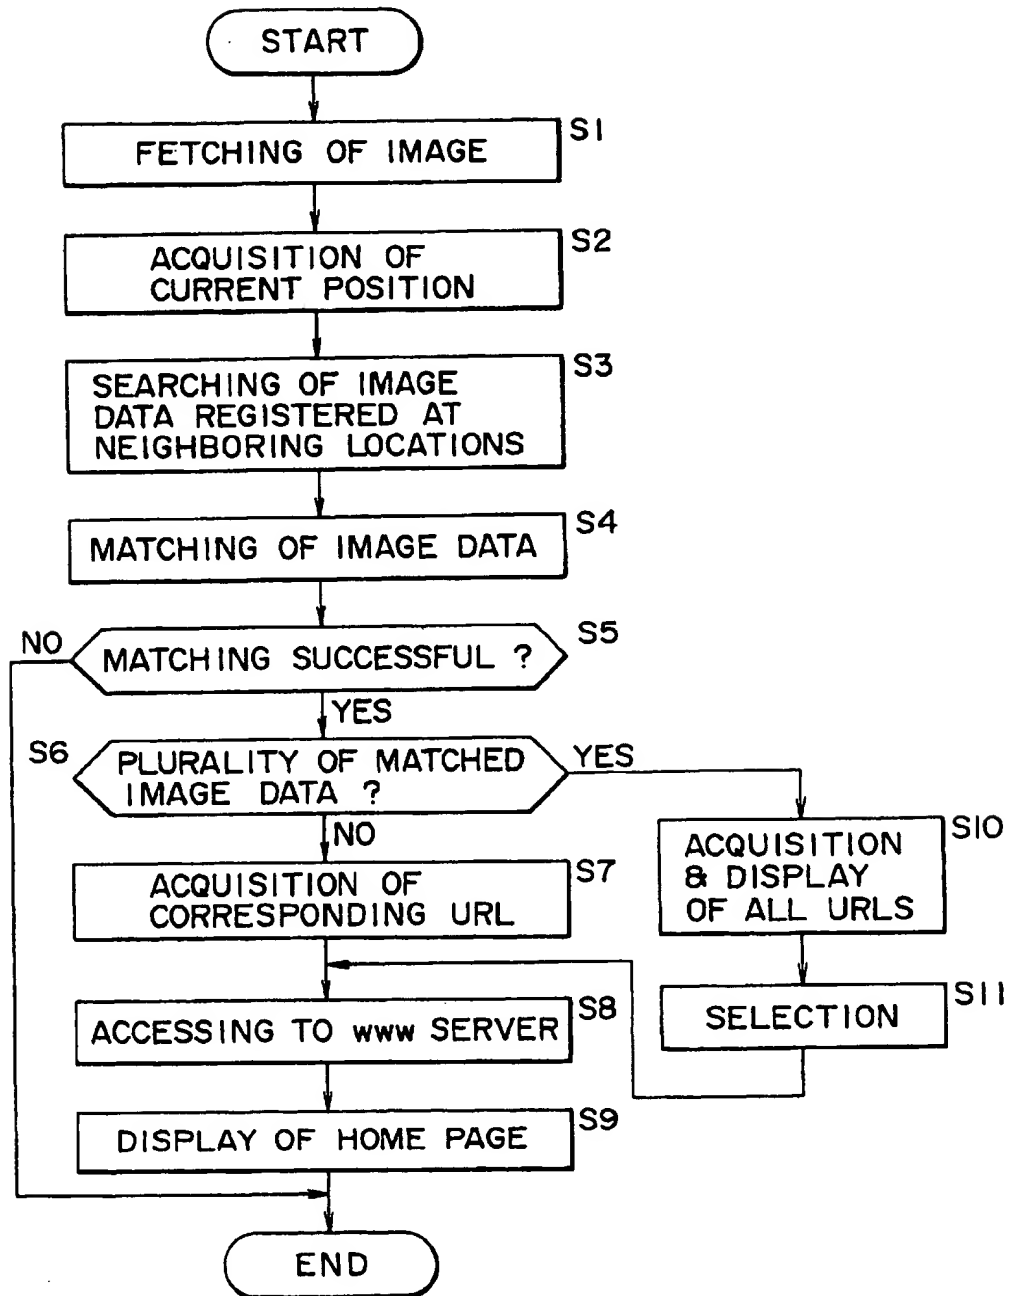 START
S1
FETCHING OF IMAGE
S2
ACQUISITION OF
CURRENT POSITION
S3
SEARCHING OF IMAGE
DATA REGISTERED AT
NEIGHBORING LOCATIONS
S4
MATCHING OF IMAGE DATA
S5
NO
MATCHING SUCCESSFUL ?
YES
S6
PLURALITY OF MATCHED
IMAGE DATA ?
YES
NO
S7
ACQUISITION OF
CORRESPONDING URL
S10
ACQUISITION
& DISPLAY
OF ALL URLS
S11
SELECTION
S8
ACCESSING TO www SERVER
S9
DISPLAY OF HOME PAGE
END